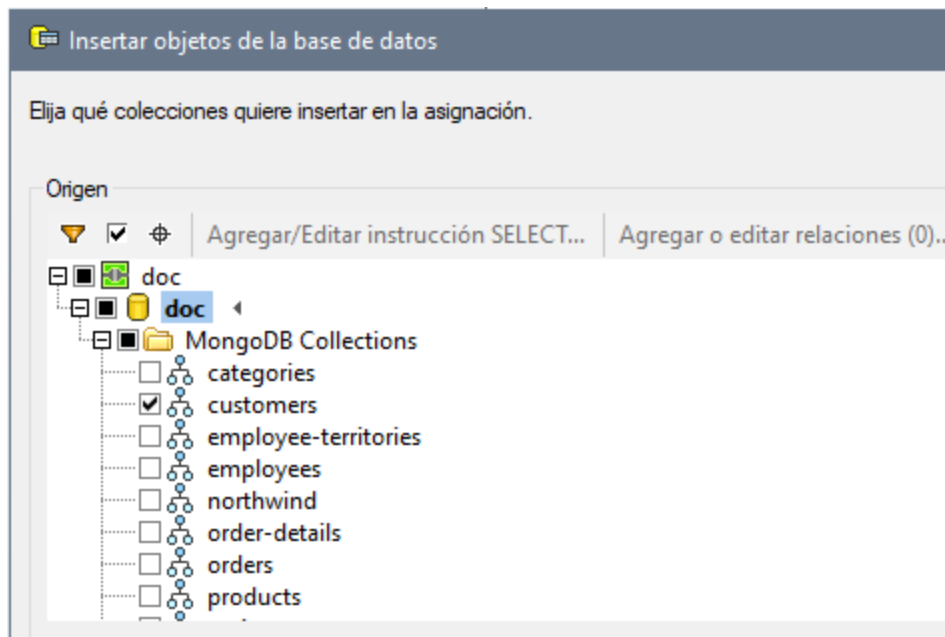 Insertar objetos de la base de datos
Elija qué colecciones quiere insertar en la asignación.
Origen
Agregar/Editar instrucción SELECT... Agregar o editar relaciones (0)..
doc
doc
MongoDB Collections
categories
customers
employee-territories
employees
northwind
order-details
orders
products